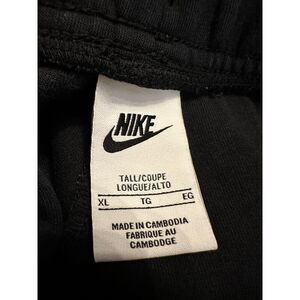 NIKE
TALL/COUPE
LONGUE/ALTO
XL TG EG
MADE IN CAMBODIA
FABRIQUE AU
CAMBODGE